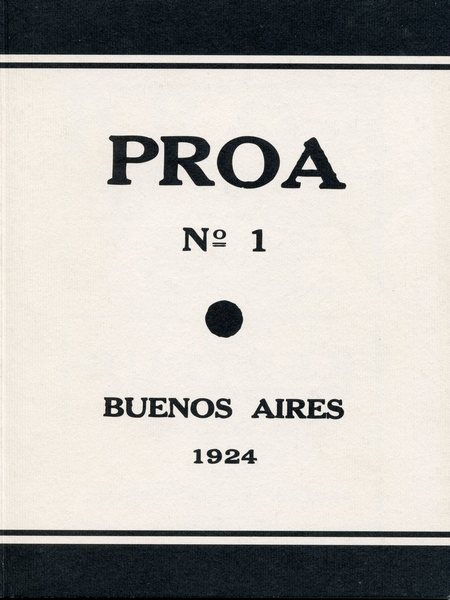 PROA
Nº 1
BUENOS AIRES
1924